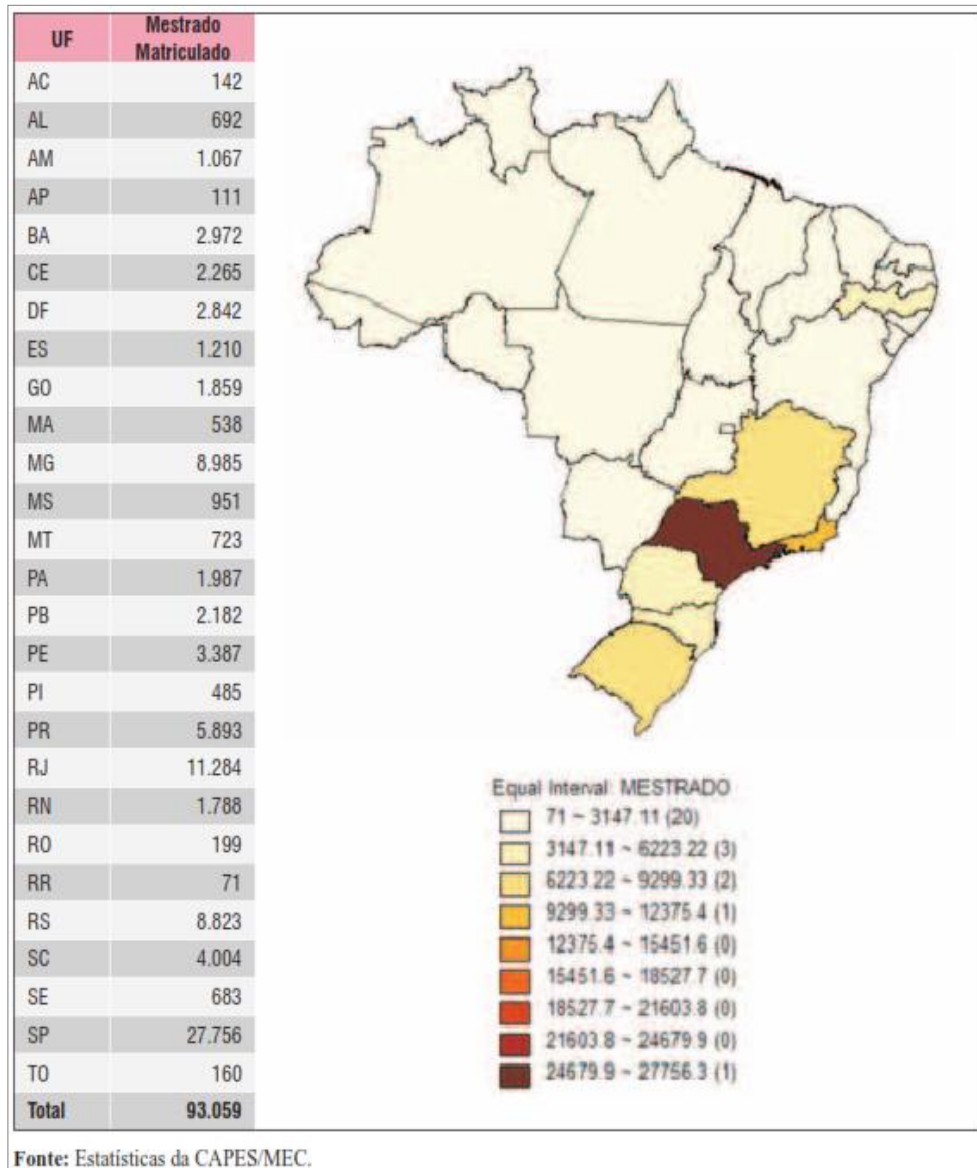 UF Mestrado Matriculado
AC 142
AL 692
AM 1.067
AP 111
BA 2.972
CE 2.265
DF 2.842
ES 1.210
GO 1.859
MA 538
MG 8.985
MS 951
MT 723
PA 1.987
PB 2.182
PE 3.387
PI 485
PR 5.893
RJ 11.284
RN 1.788
RO 199
RR 71
RS 8.823
SC 4.004
SE 683
SP 27.756
TO 160
Total 93.059
Equal Interval: MESTRADO
71 ~ 3147.11 (20)
3147.11 ~ 6223.22 (3)
6223.22 ~ 9299.33 (2)
9299.33 ~ 12375.4 (1)
12375.4 ~ 15451.6 (0)
15451.6 ~ 18527.7 (0)
18527.7 ~ 21603.8 (0)
21603.8 ~ 24679.9 (0)
24679.9 ~ 27756.3 (1)
Fonte: Estatísticas da CAPES/MEC.